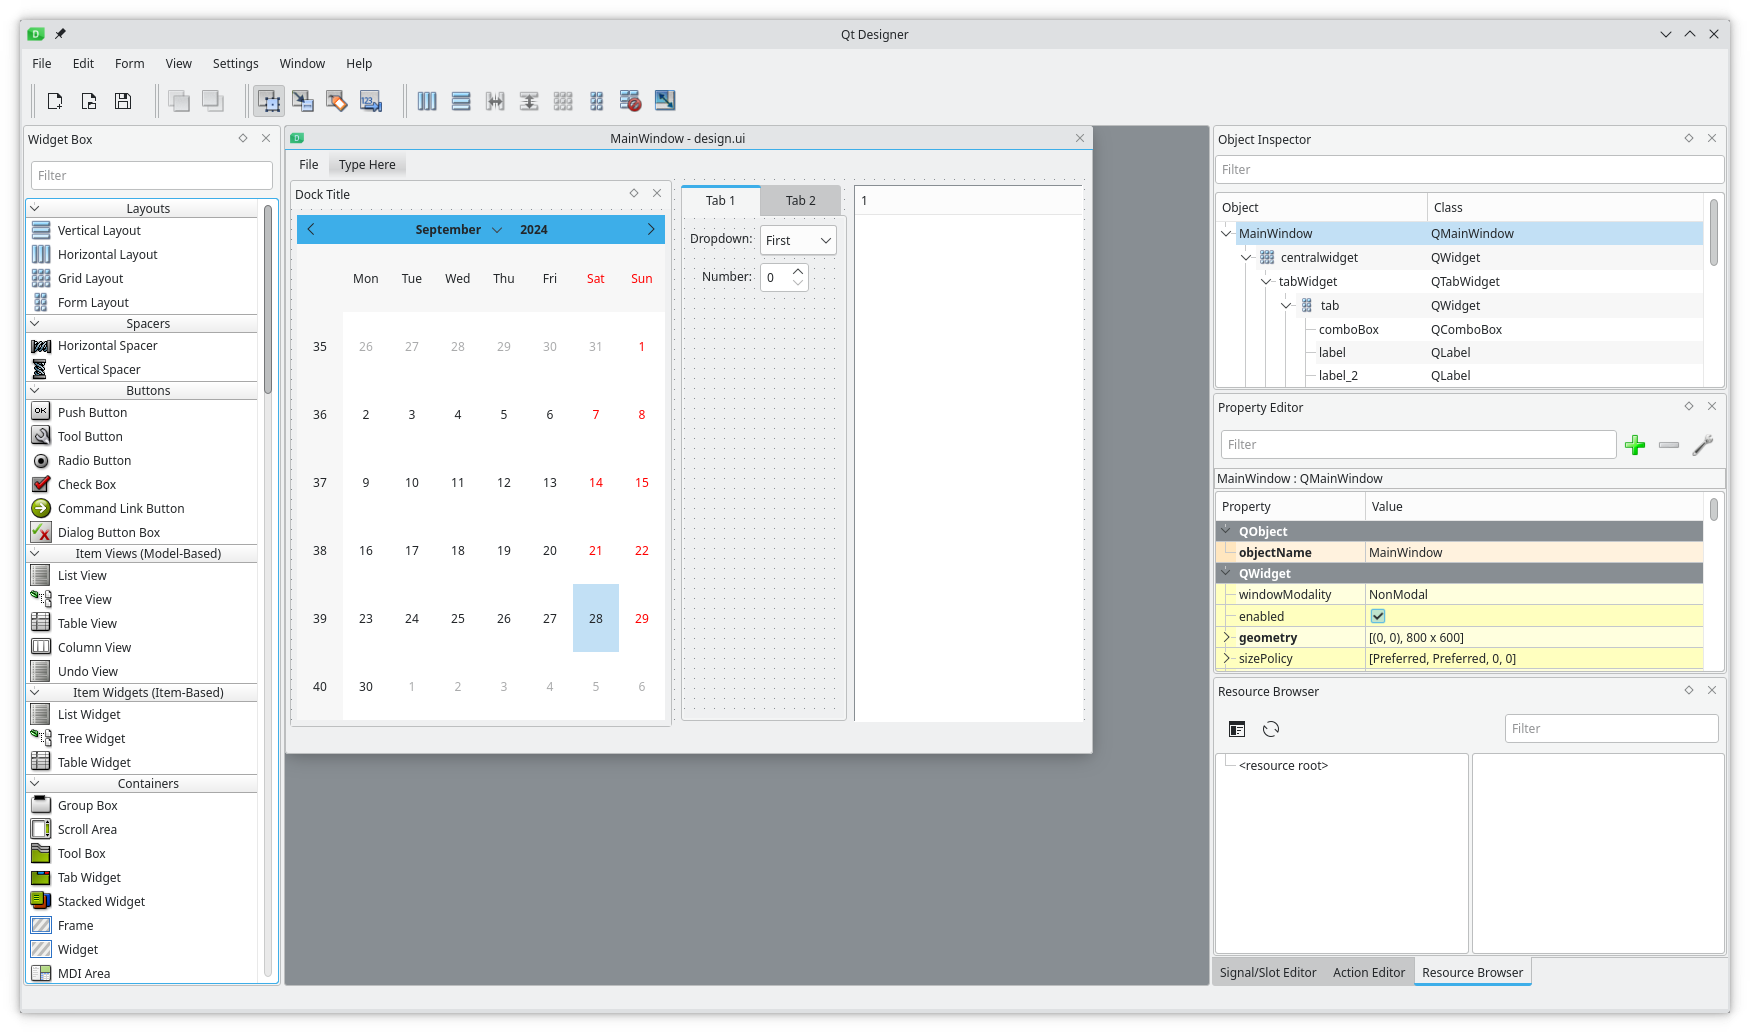 Qt Designer
File Edit Form View Settings Window Help
Widget Box
Filter
Layouts
Vertical Layout
Horizontal Layout
Grid Layout
Form Layout
Spacers
Horizontal Spacer
Vertical Spacer
Buttons
OK Push Button
Tool Button
Radio Button
Check Box
Command Link Button
Dialog Button Box
Item Views (Model-Based)
List View
Tree View
Table View
Column View
Undo View
Item Widgets (Item-Based)
List Widget
Tree Widget
Table Widget
Containers
Group Box
Scroll Area
Tool Box
Tab Widget
Stacked Widget
Frame
Widget
MDI Area
MainWindow - design.ui
File Type Here
Dock Title
September 2024
Mon Tue Wed Thu Fri Sat Sun
35 26 27 28 29 30 31 1
36 2 3 4 5 6 7 8
37 9 10 11 12 13 14 15
38 16 17 18 19 20 21 22
39 23 24 25 26 27 28 29
40 30 1 2 3 4 5 6
Tab 1 Tab 2
Dropdown: First
Number: 0
1
Object Inspector
Filter
Object Class
MainWindow QMainWindow
centralwidget QWidget
tabWidget QTabWidget
tab QWidget
comboBox QComboBox
label QLabel
label_2 QLabel
Property Editor
Filter
MainWindow : QMainWindow
Property Value
QObject
objectName MainWindow
QWidget
windowModality NonModal
enabled
geometry [(0, 0), 800 x 600]
sizePolicy [Preferred, Preferred, 0, 0]
Resource Browser
Filter
<resource root>
Signal/Slot Editor Action Editor Resource Browser